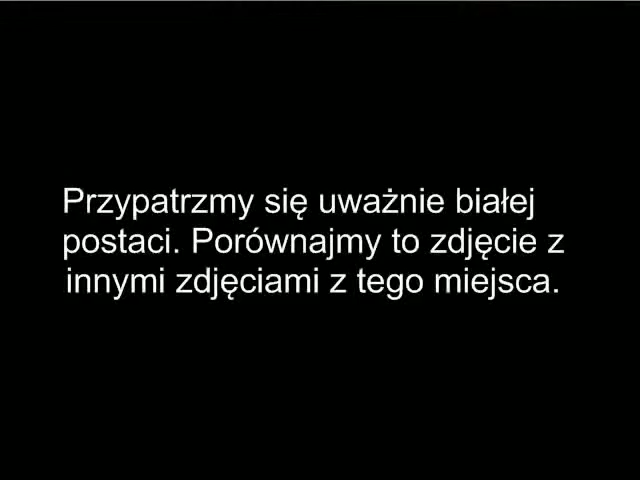 Przypatrzmy się uważnie białej
postaci. Porównajmy to zdjęcie z
innymi zdjęciami z tego miejsca.